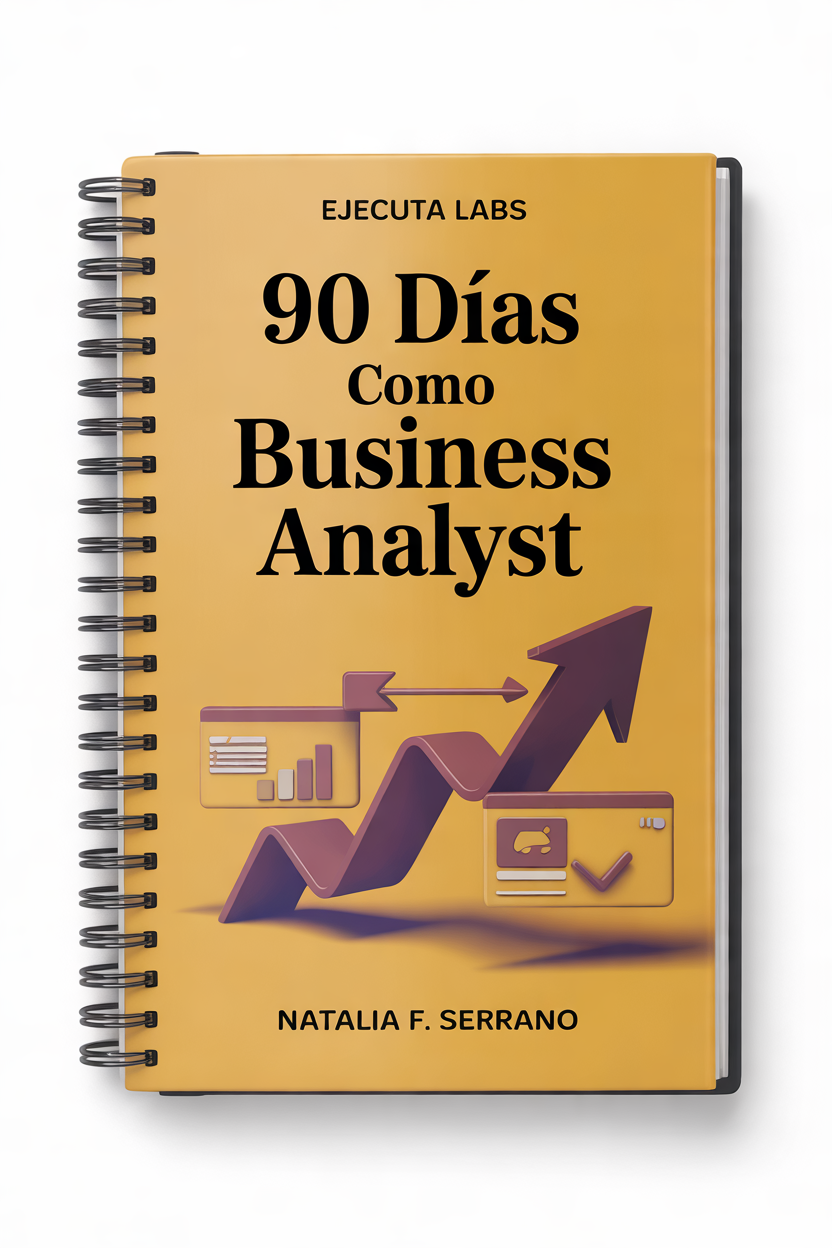 EJECUTA LABS
90 Días
Como
Business
Analyst
NATALIA F. SERRANO